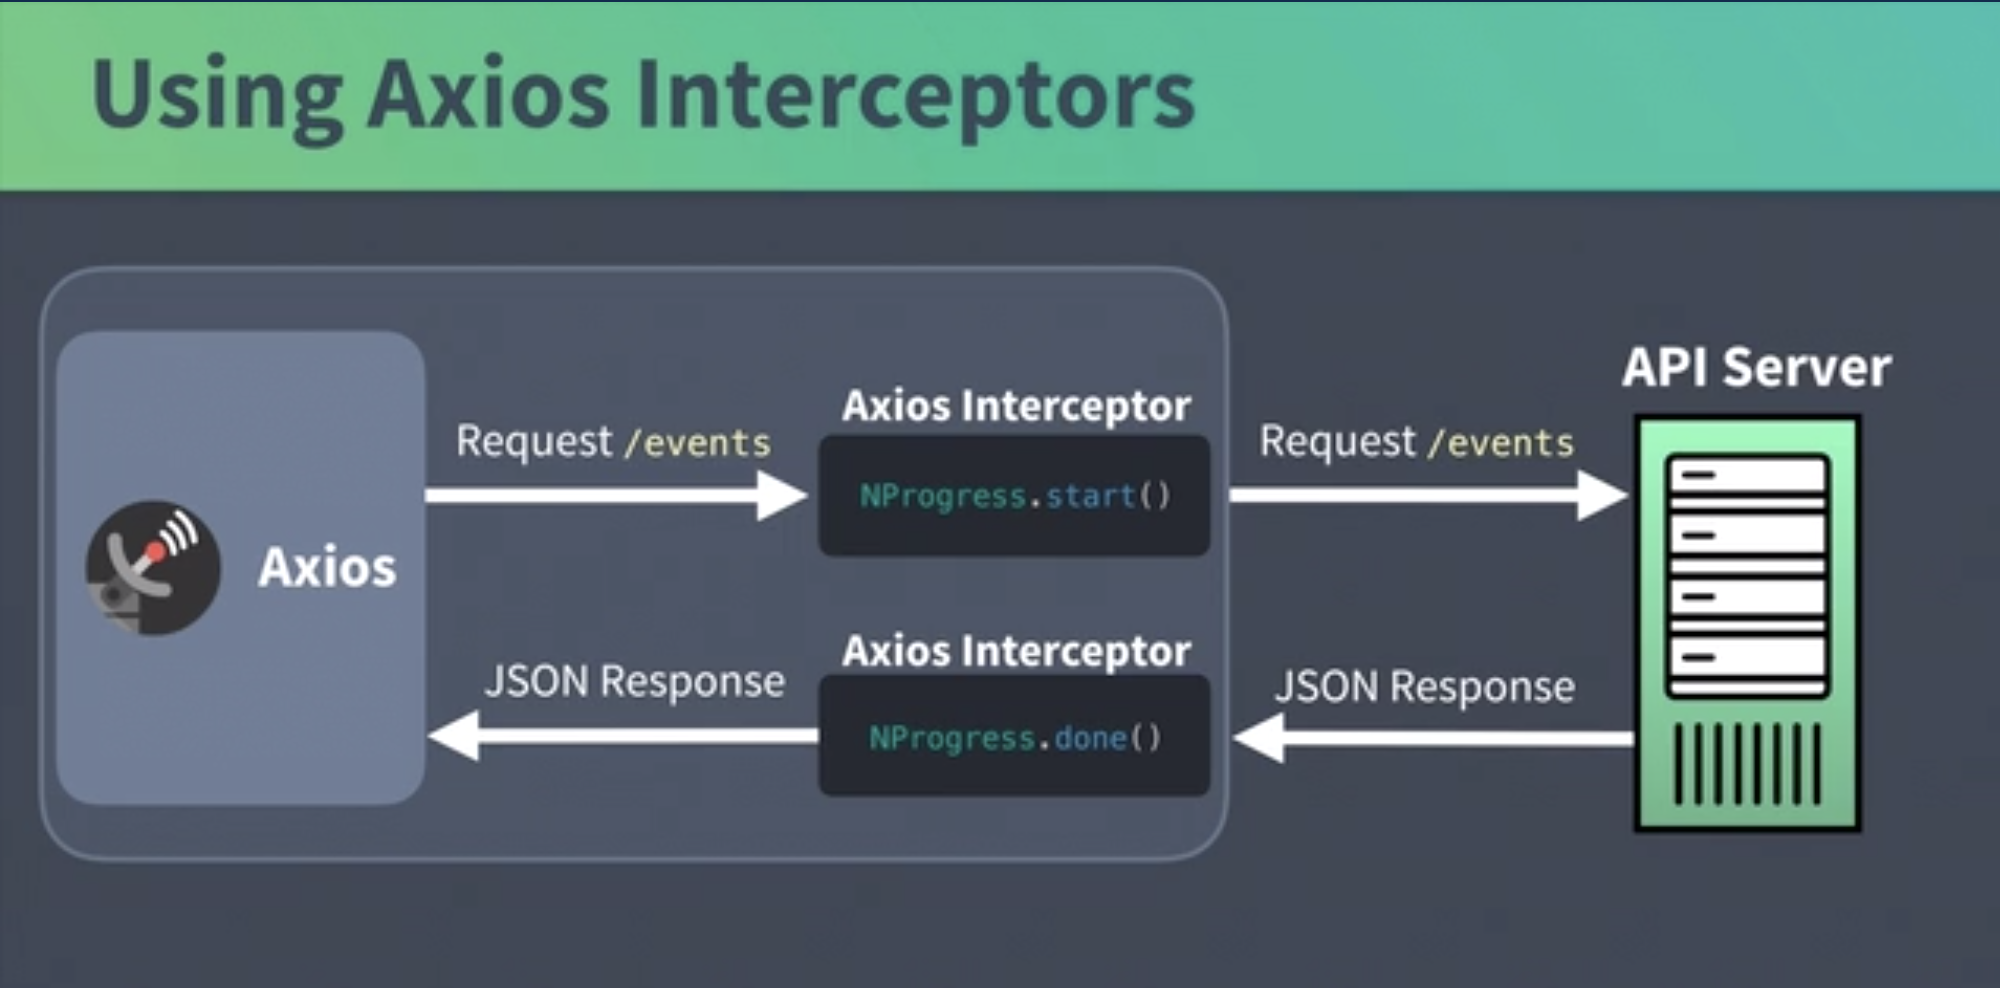 Using Axios Interceptors
API Server
Axios Interceptor
Request /events
Request /events
NProgress.start()
Axios
Axios Interceptor
JSON Response
JSON Response
NProgress.done()